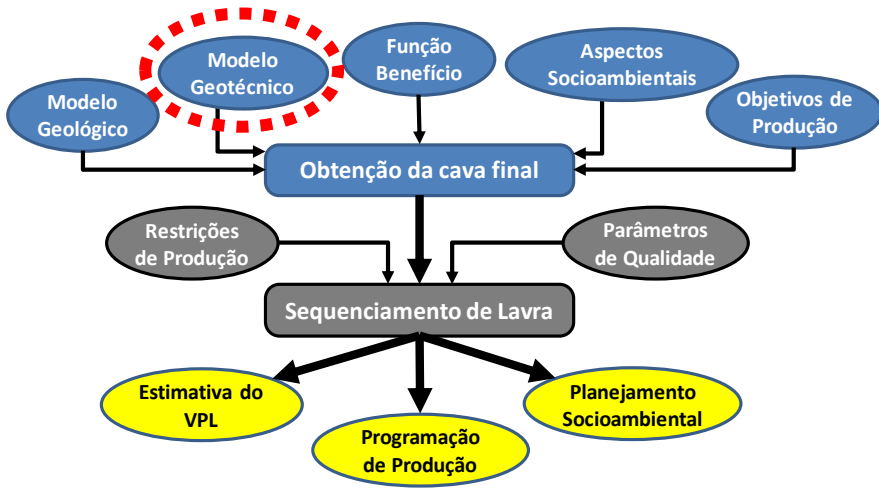 Modelo
Geológico
Modelo
Geotécnico
Função
Benefício
Aspectos
Socioambientais
Objetivos de
Produção
Obtenção da cava final
Restrições
de Produção
Parâmetros
de Qualidade
Sequenciamento de Lavra
Estimativa do
VPL
Programação
de Produção
Planejamento
Socioambiental